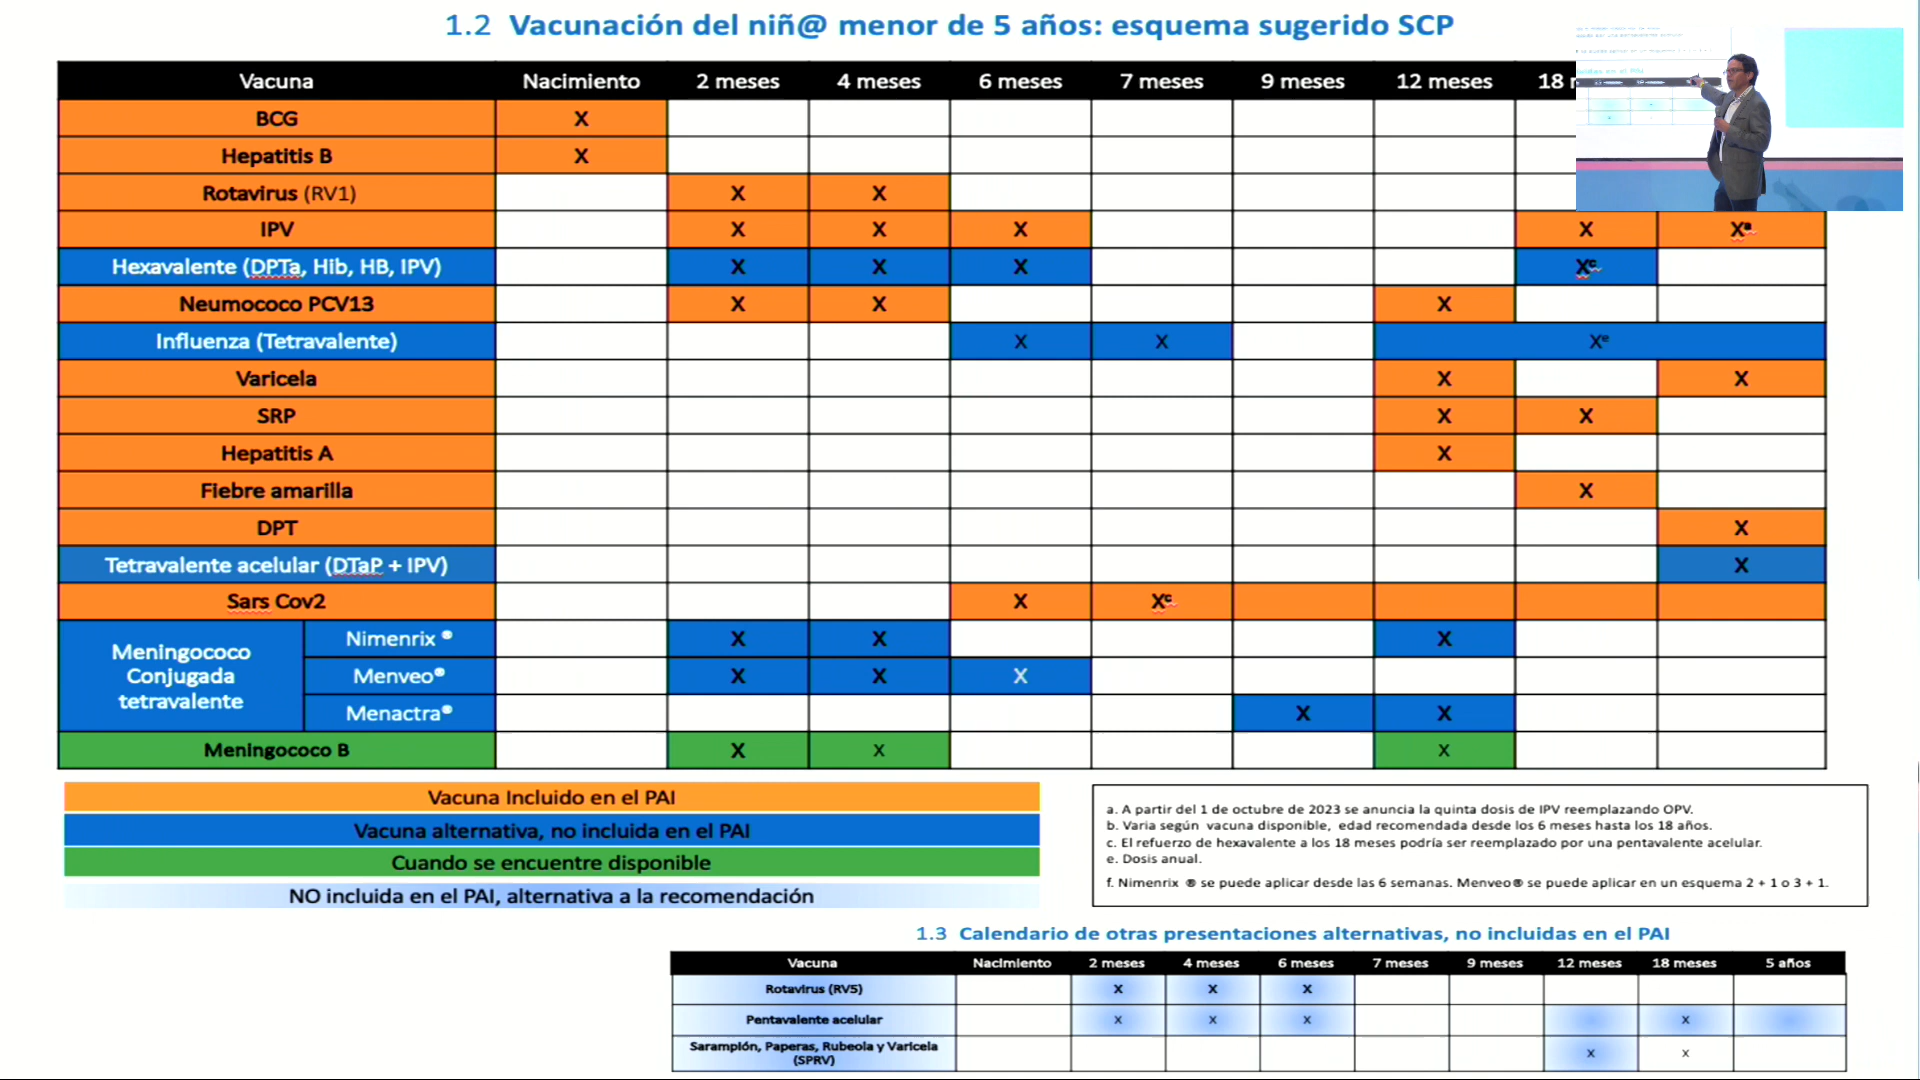 1.2 Vacunación del niñ@ menor de 5 años: esquema sugerido SCP
Vacuna Nacimiento 2 meses 4 meses 6 meses 7 meses 9 meses 12 meses 18
BCG X
Hepatitis B X
Rotavirus (RV1) X X
IPV X X X X Xª
Hexavalente (DPTa, Hib, HB, IPV) X X X Xᶜ
Neumococo PCV13 X X X
Influenza (Tetravalente) X X Xᵉ
Varicela X X
SRP X X
Hepatitis A X
Fiebre amarilla X
DPT X
Tetravalente acelular (DTaP + IPV) X
Sars Cov2 X Xᶜ
Meningococo Conjugada tetravalente
Nimenrix ® X X X
Menveo® X X X
Menactra® X X
Meningococo B X X X
Vacuna Incluido en el PAI
Vacuna alternativa, no incluida en el PAI
Cuando se encuentre disponible
NO incluida en el PAI, alternativa a la recomendación
a. A partir del 1 de octubre de 2023 se anuncia la quinta dosis de IPV reemplazando OPV.
b. Varia según vacuna disponible, edad recomendada desde los 6 meses hasta los 18 años.
c. El refuerzo de hexavalente a los 18 meses podría ser reemplazado por una pentavalente acelular.
e. Dosis anual.
f. Nimenrix ® se puede aplicar desde las 6 semanas. Menveo® se puede aplicar en un esquema 2 + 1 o 3 + 1.
1.3 Calendario de otras presentaciones alternativas, no incluidas en el PAI
Vacuna Nacimiento 2 meses 4 meses 6 meses 7 meses 9 meses 12 meses 18 meses 5 años
Rotavirus (RV5) X X X
Pentavalente acelular X X X X
Sarampión, Paperas, Rubeola y Varicela
(SPRV) X X